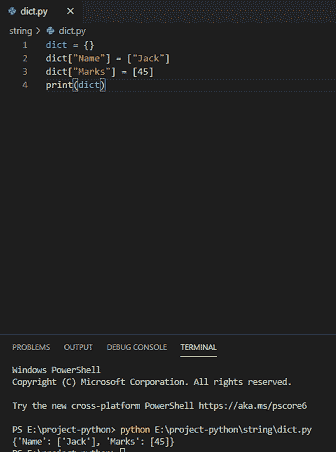 dict.py ×
string > dict.py
1 dict = {}
2 dict["Name"] = ["Jack"]
3 dict["Marks"] = [45]
4 print(dict)
PROBLEMS OUTPUT DEBUG CONSOLE TERMINAL
Windows PowerShell
Copyright (C) Microsoft Corporation. All rights reserved.
Try the new cross-platform PowerShell https://aka.ms/pscore6
PS E:\project-python> python E:\project-python\string\dict.py
{'Name': ['Jack'], 'Marks': [45]}
PS E:\project-python>